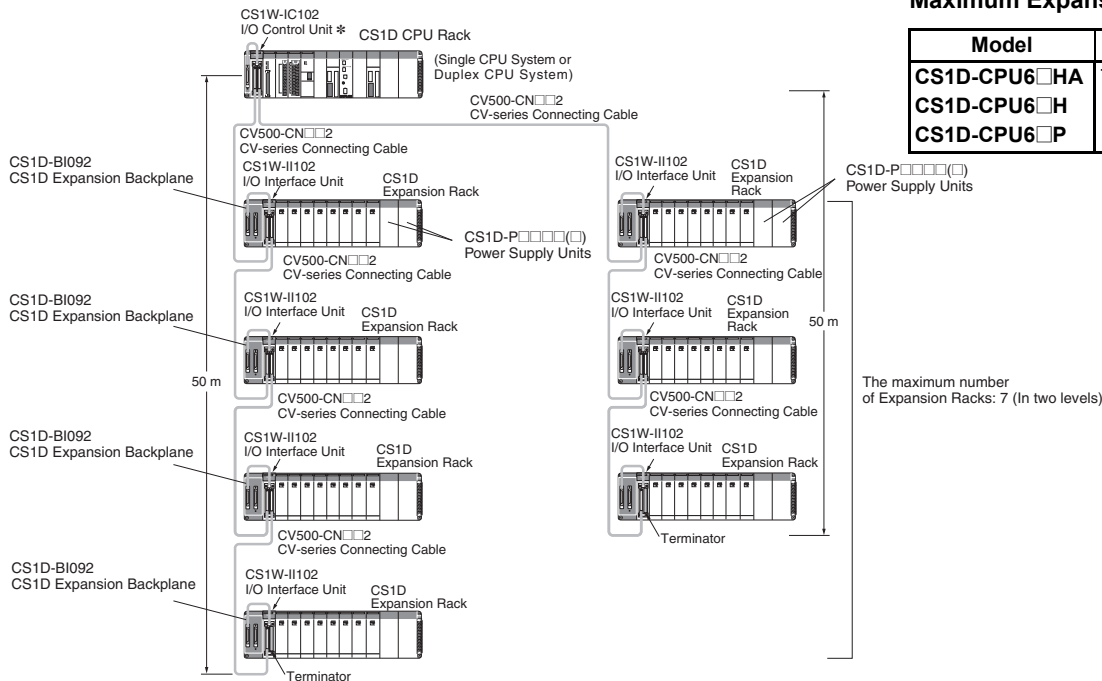 CS1W-IC102
I/O Control Unit *
CS1D CPU Rack
(Single CPU System or
Duplex CPU System)
CV500-CN□□2
CV-series Connecting Cable
CV500-CN□□2
CV-series Connecting Cable
CS1D-BI092
CS1D Expansion Backplane
CS1W-II102
I/O Interface Unit
CS1D
Expansion Rack
CS1D-P□□□□(□)
Power Supply Units
CV500-CN□□2
CV-series Connecting Cable
CS1D-BI092
CS1D Expansion Backplane
CS1W-II102
I/O Interface Unit
CS1D
Expansion Rack
50 m
CV500-CN□□2
CV-series Connecting Cable
CS1D-BI092
CS1D Expansion Backplane
CS1W-II102
I/O Interface Unit
CS1D
Expansion Rack
CV500-CN□□2
CV-series Connecting Cable
CS1D-BI092
CS1D Expansion Backplane
CS1W-II102
I/O Interface Unit
CS1D
Expansion Rack
Terminator
CS1W-II102
I/O Interface Unit
CS1D
Expansion
Rack
CS1D-P□□□□(□)
Power Supply Units
CV500-CN□□2
CV-series Connecting Cable
CS1W-II102
I/O Interface Unit
CS1D
Expansion
Rack
50 m
CV500-CN□□2
CV-series Connecting Cable
CS1W-II102
I/O Interface Unit
CS1D
Expansion Rack
Terminator
The maximum number
of Expansion Racks: 7 (In two levels)
Maximum
Model
CS1D-CPU6□HA
CS1D-CPU6□H
CS1D-CPU6□P